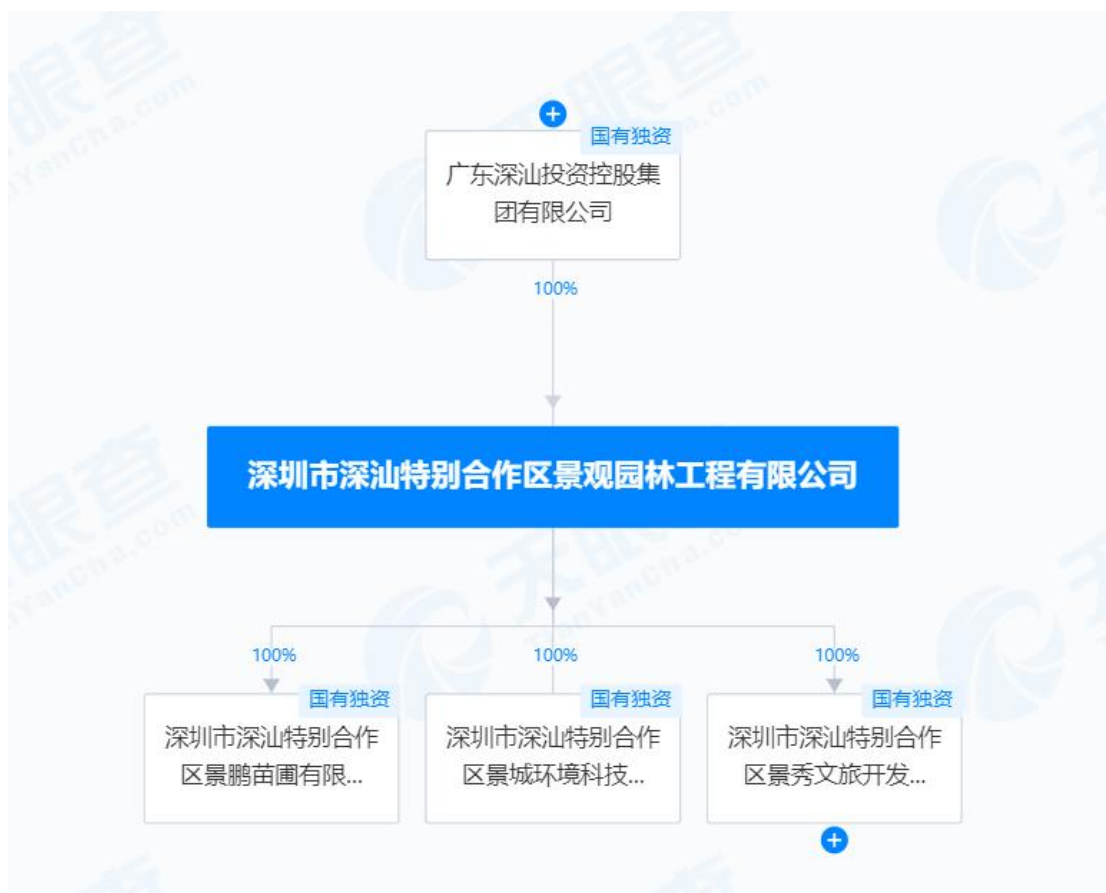 国有独资
广东深汕投资控股集
团有限公司
100%
深圳市深汕特别合作区景观园林工程有限公司
100%
100%
100%
国有独资
国有独资
国有独资
深圳市深汕特别合作
区景鹏苗圃有限...
深圳市深汕特别合作
区景城环境科技...
深圳市深汕特别合作
区景秀文旅开发...
天眼查
TianYanCha.com